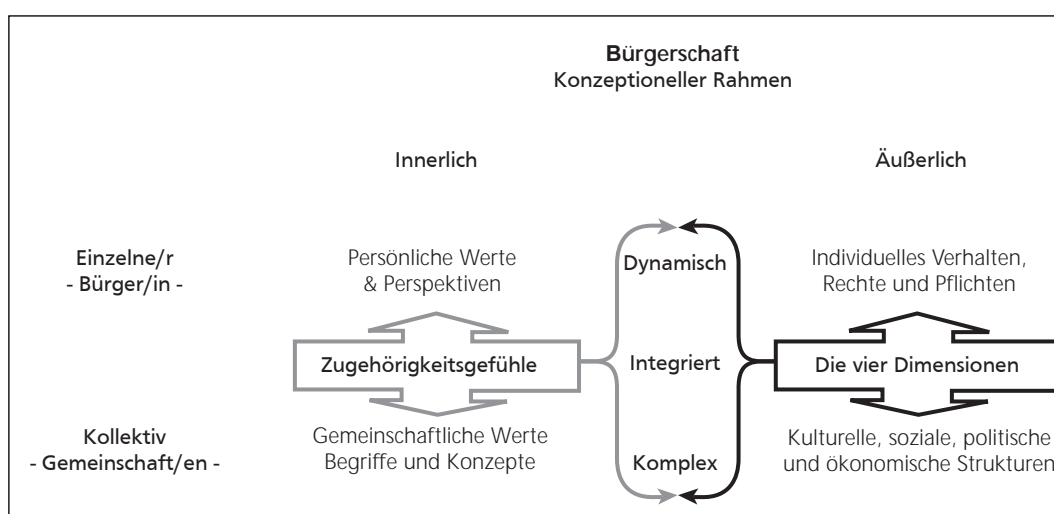 Bürgerschaft
Konzeptioneller Rahmen
Innerlich
Äußerlich
Einzelne/r
- Bürger/in -
Persönliche Werte
& Perspektiven
Dynamisch
Individuelles Verhalten,
Rechte und Pflichten
Zugehörigkeitsgefühle
Integriert
Die vier Dimensionen
Kollektiv
- Gemeinschaft/en -
Gemeinschaftliche Werte
Begriffe und Konzepte
Komplex
Kulturelle, soziale, politische
und ökonomische Strukturen